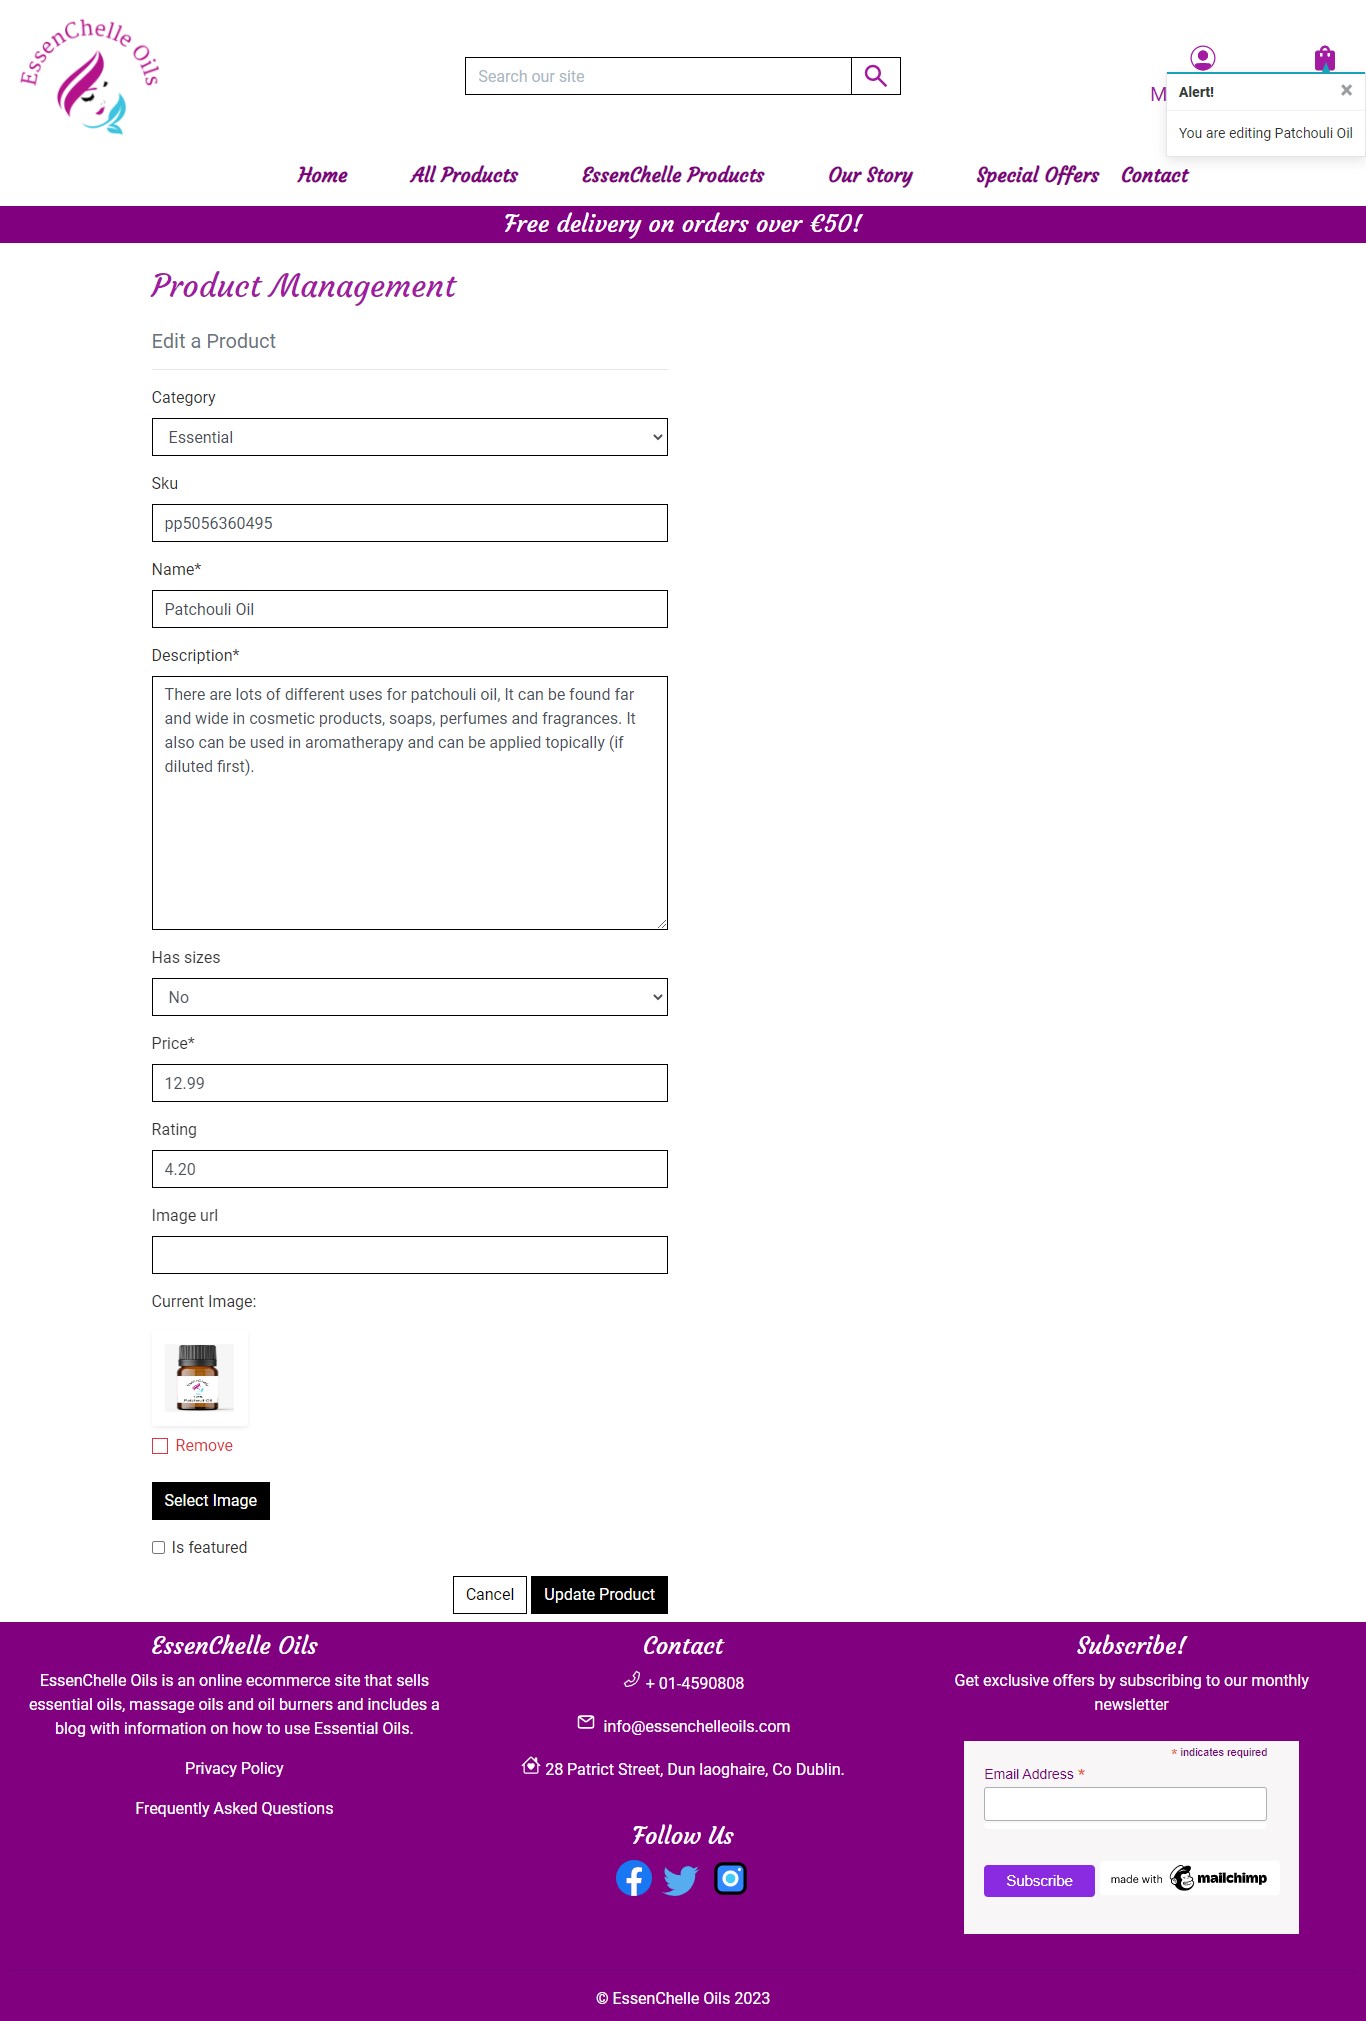 EssenChelle Oils
Search our site
M
Alert!
×
You are editing Patchouli Oil
Home All Products EssenChelle Products Our Story Special Offers Contact
Free delivery on orders over €50!
Product Management
Edit a Product
Category
Essential
Sku
pp5056360495
Name*
Patchouli Oil
Description*
There are lots of different uses for patchouli oil, It can be found far
and wide in cosmetic products, soaps, perfumes and fragrances. It
also can be used in aromatherapy and can be applied topically (if
diluted first).
Has sizes
No
Price*
12.99
Rating
4.20
Image url
Current Image:
Patchouli Oil
Remove
Select Image
Is featured
Cancel Update Product
EssenChelle Oils
EssenChelle Oils is an online ecommerce site that sells
essential oils, massage oils and oil burners and includes a
blog with information on how to use Essential Oils.
Privacy Policy
Frequently Asked Questions
Contact
+ 01-4590808
info@essenchelleoils.com
28 Patrict Street, Dun laoghaire, Co Dublin.
Follow Us
Subscribe!
Get exclusive offers by subscribing to our monthly
newsletter
* indicates required
Email Address *
Subscribe
made with mailchimp
© EssenChelle Oils 2023